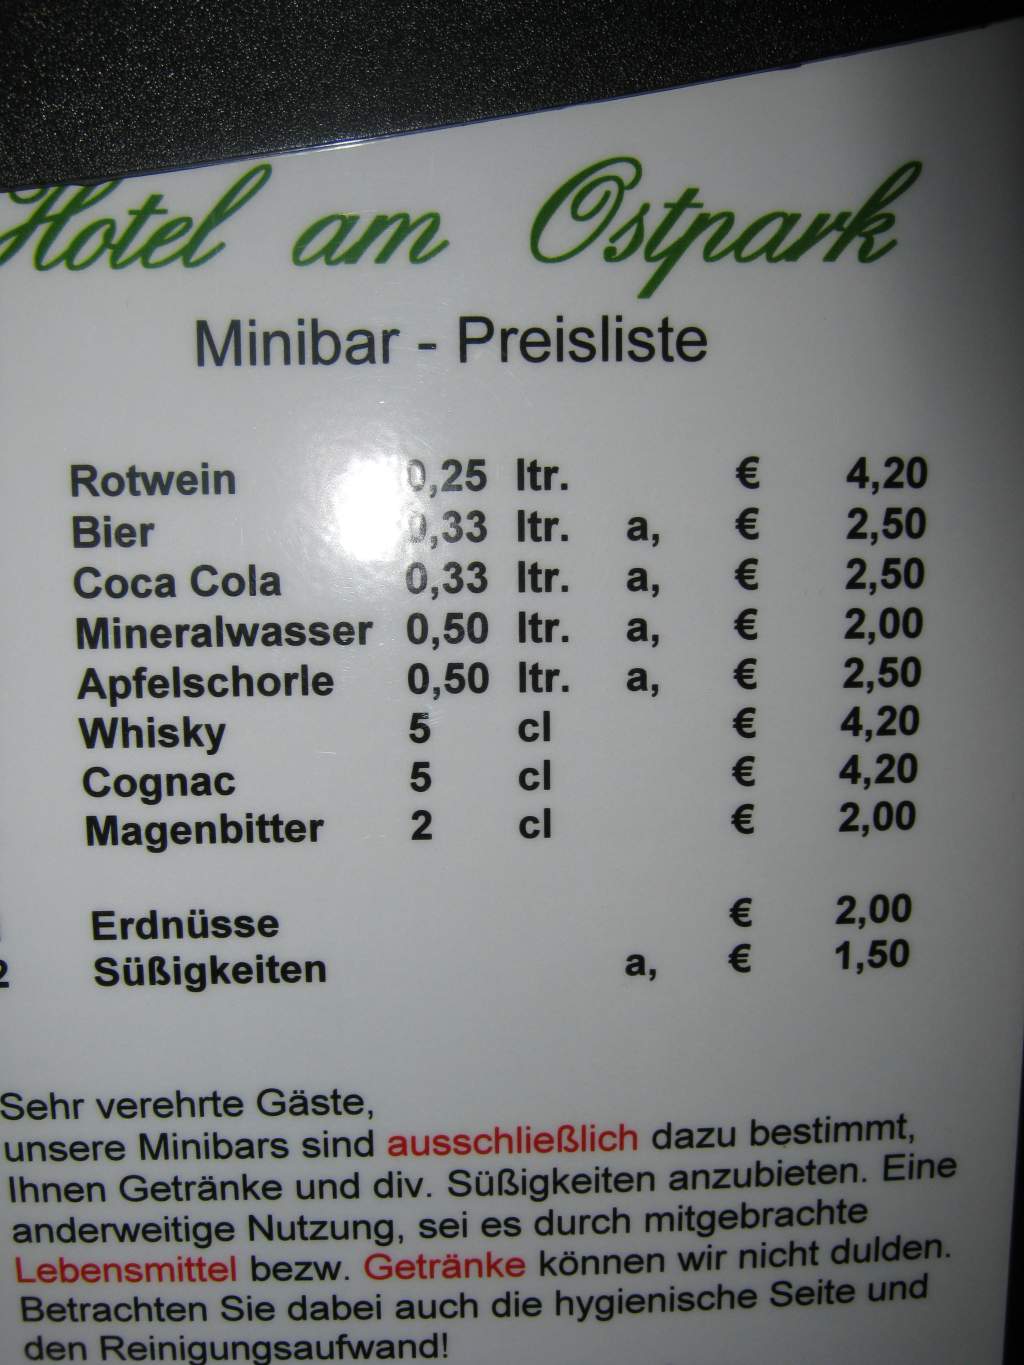 Hotel am Ostpark
Minibar - Preisliste
Rotwein 0,25 ltr. € 4,20
Bier 0,33 ltr. a, € 2,50
Coca Cola 0,33 ltr. a, € 2,50
Mineralwasser 0,50 ltr. a, € 2,00
Apfelschorle 0,50 ltr. a, € 2,50
Whisky 5 cl € 4,20
Cognac 5 cl € 4,20
Magenbitter 2 cl € 2,00
Erdnüsse € 2,00
2 Süßigkeiten a, € 1,50
Sehr verehrte Gäste,
unsere Minibars sind ausschließlich dazu bestimmt,
Ihnen Getränke und div. Süßigkeiten anzubieten. Eine
anderweitige Nutzung, sei es durch mitgebrachte
Lebensmittel bezw. Getränke können wir nicht dulden.
Betrachten Sie dabei auch die hygienische Seite und
den Reinigungsaufwand!